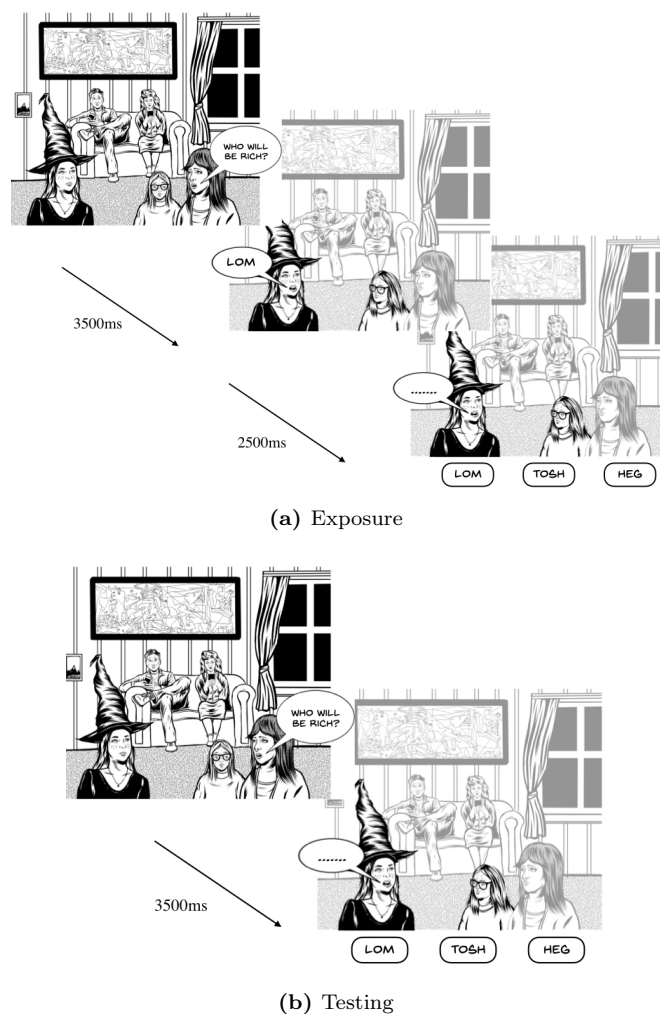 WHO WILL
BE RICH?
LOM
3500ms
.......
2500ms
LOM TOSH HEG
(a) Exposure
WHO WILL
BE RICH?
.......
3500ms
LOM TOSH HEG
(b) Testing